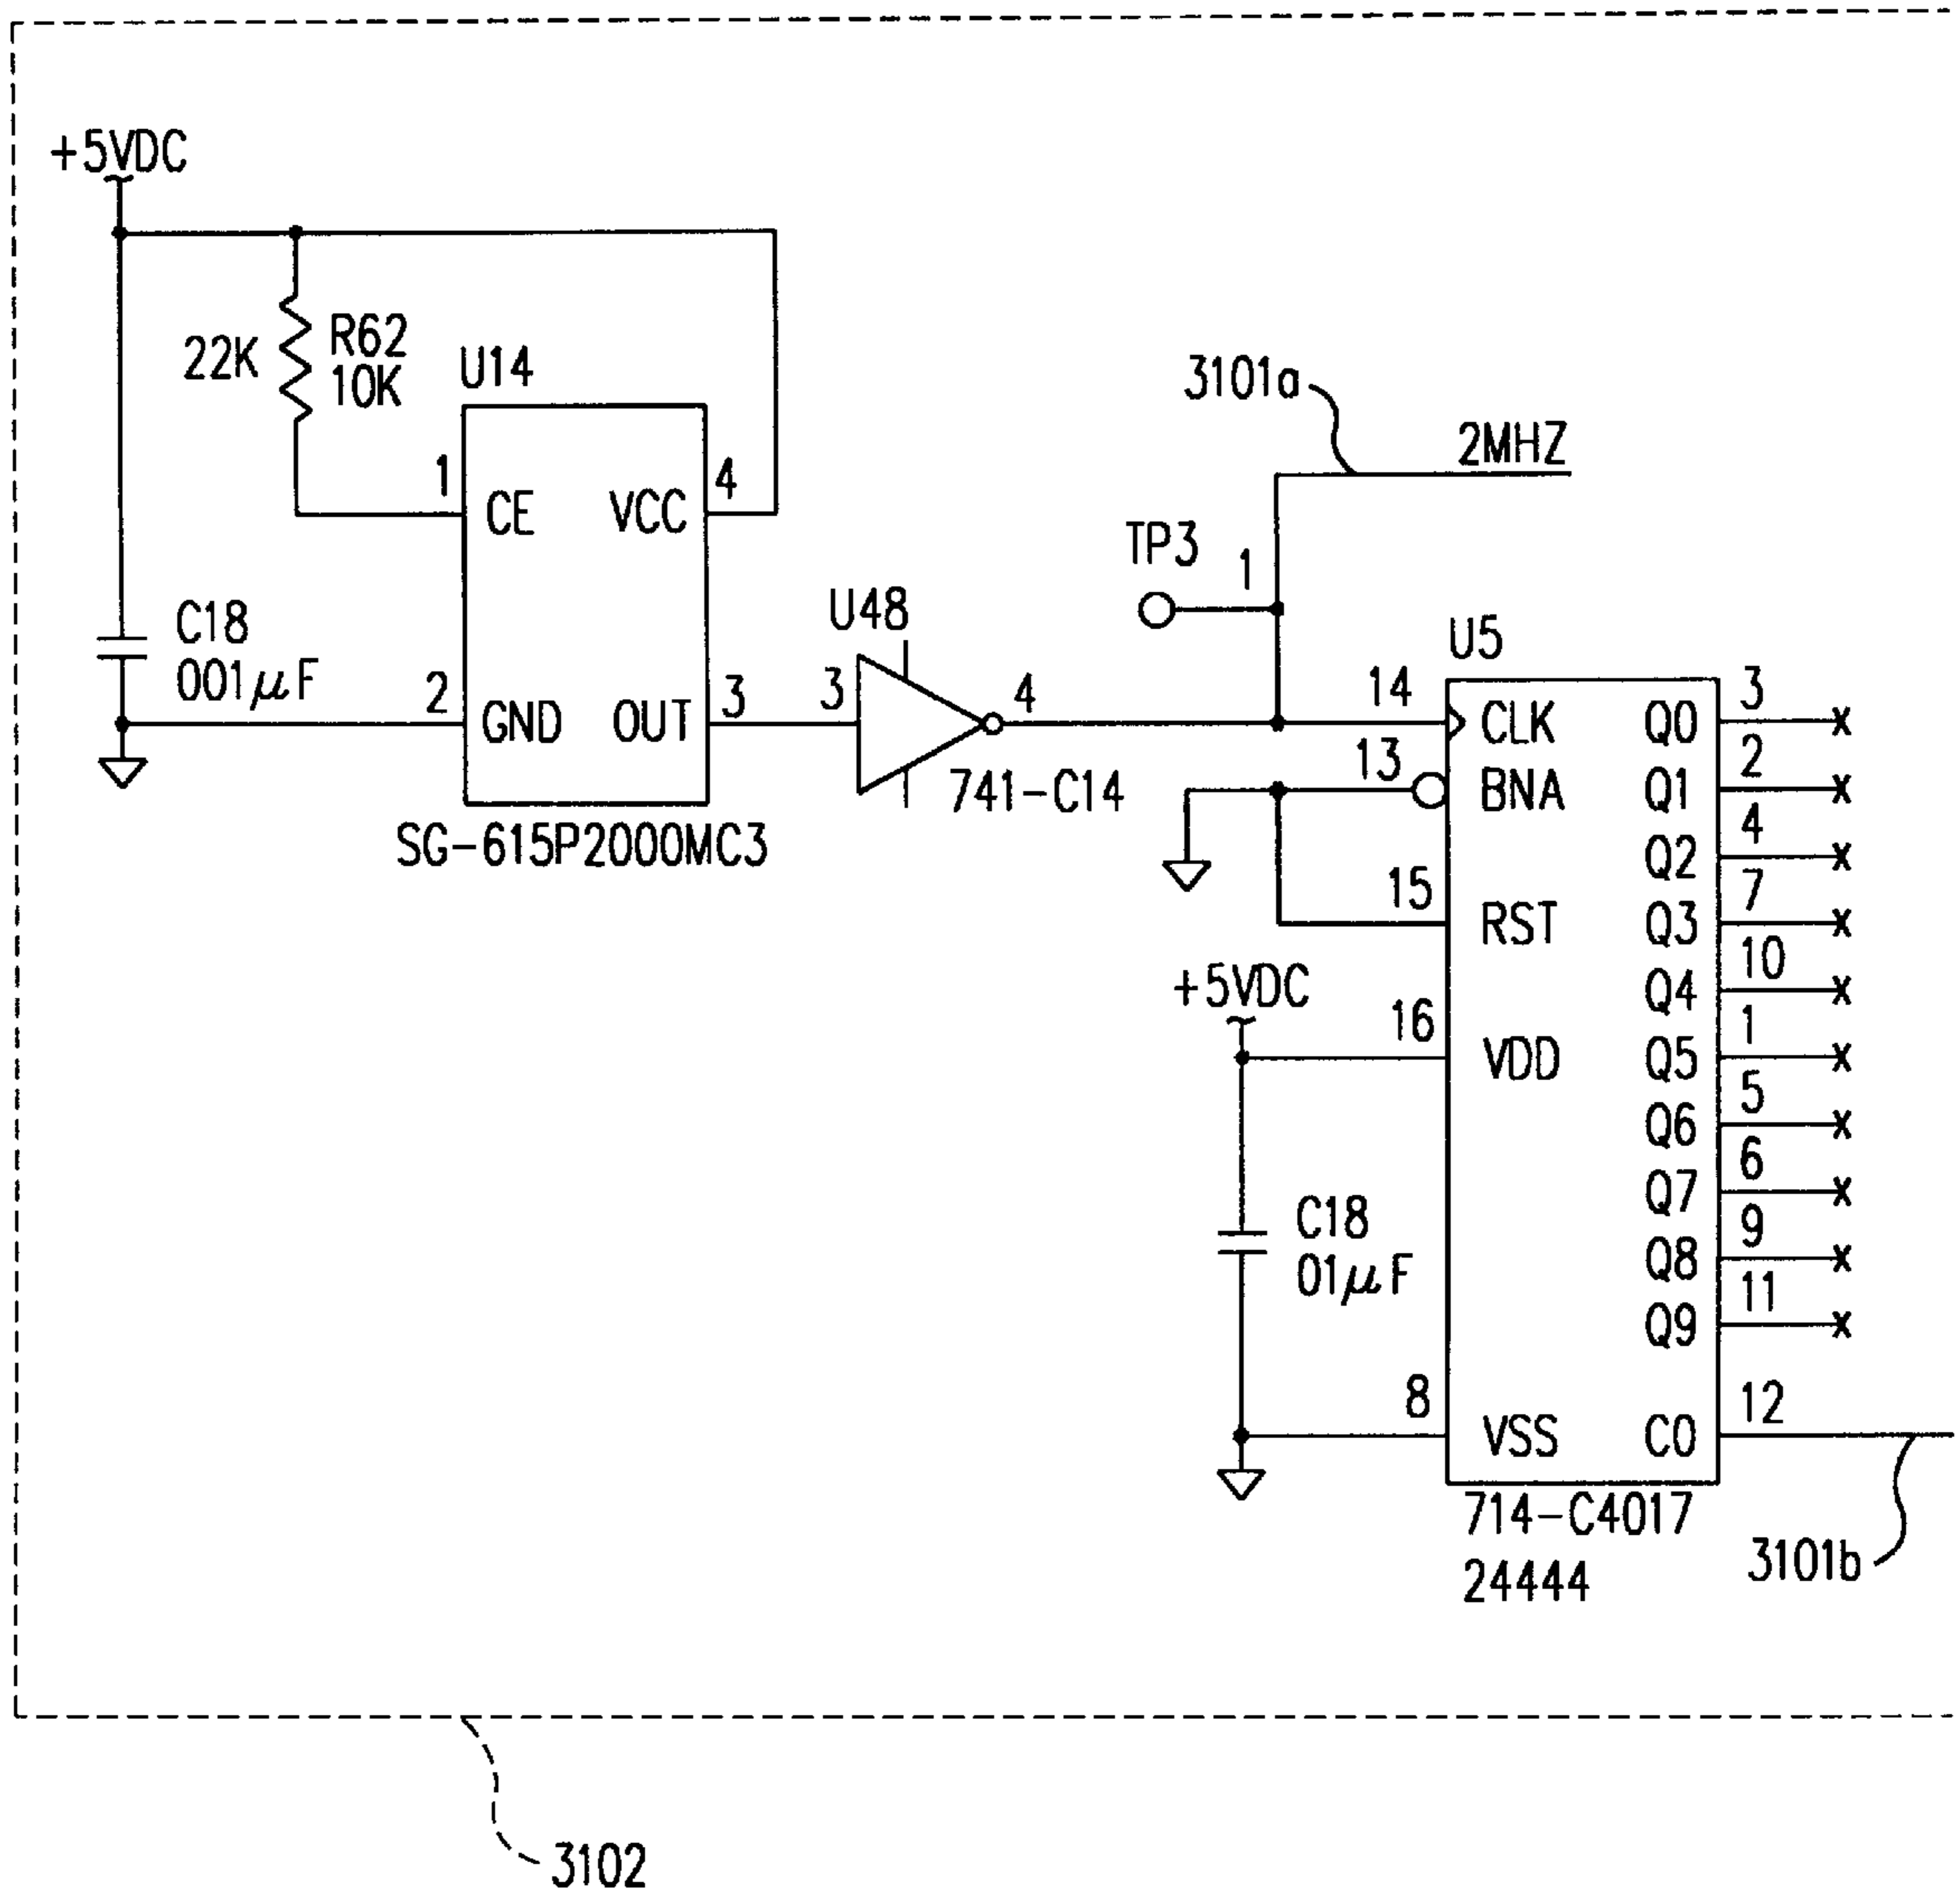 +5VDC
22K
R62
10K
U14
1
CE
VCC
4
C18
001μF
2
GND
OUT
3
SG-615P2000MC3
3
U48
4
741-C14
3101a
2MHZ
TP3
1
U5
14
CLK
Q0
3
13
BNA
Q1
2
Q2
4
15
RST
Q3
7
Q4
10
+5VDC
16
VDD
Q5
1
Q6
5
Q7
6
C18
01μF
Q8
9
Q9
11
8
VSS
CO
12
714-C4017
24444
3101b
3102